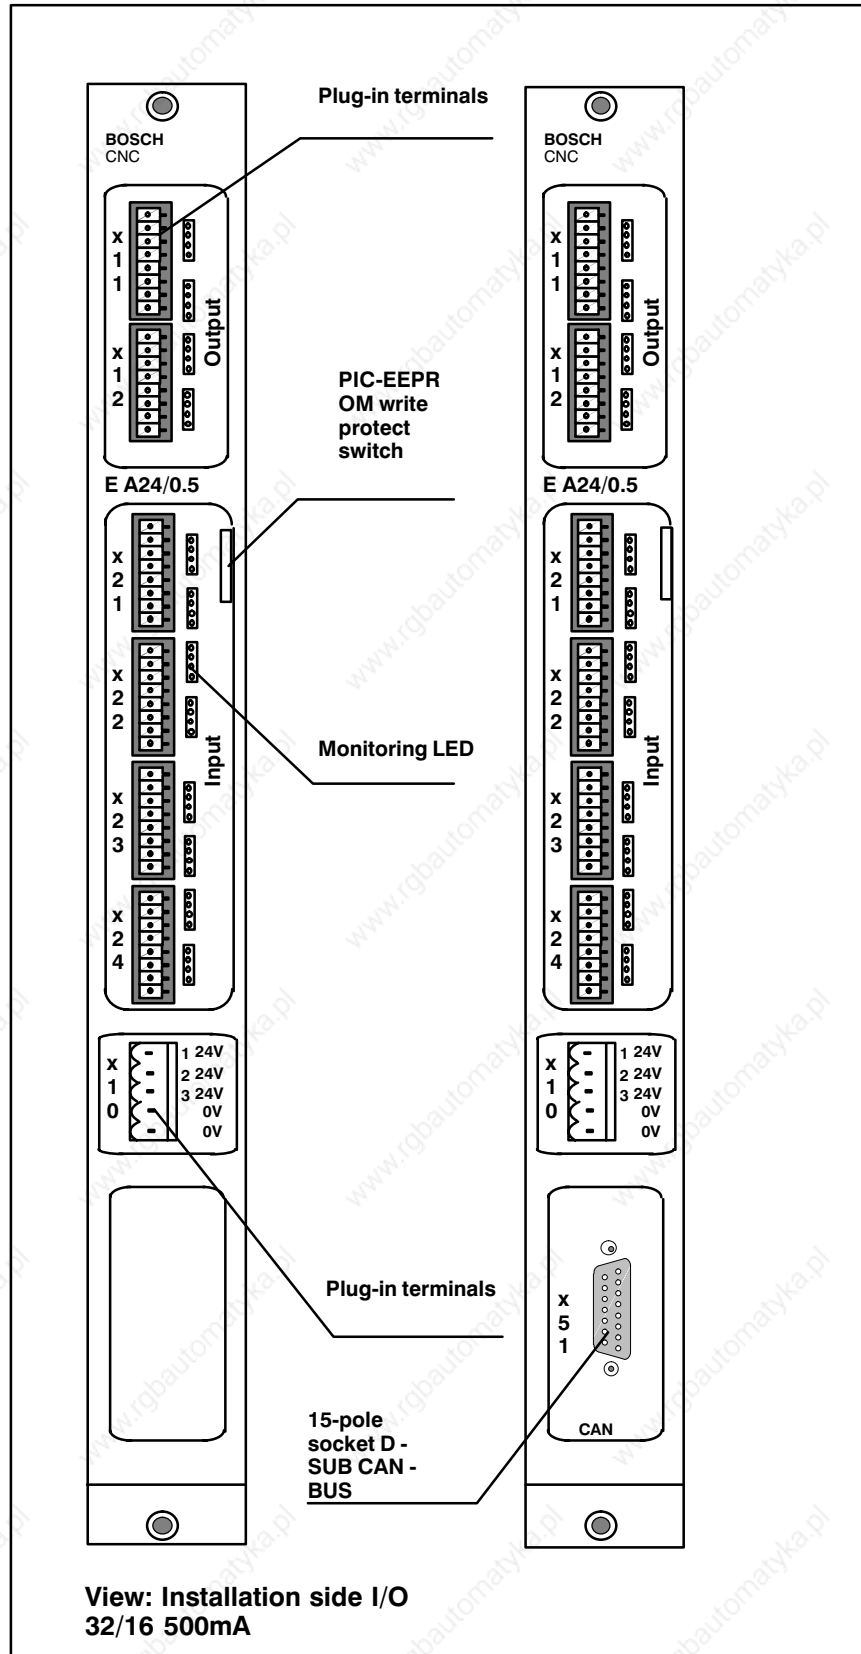 Plug-in terminals
BOSCH
CNC
x
1
1
x
1
2
Output
PIC-EEPR
OM write
protect
switch
E A24/0.5
x
2
1
x
2
2
Monitoring LED
Input
x
2
3
x
2
4
x
1
0
1 24V
2 24V
3 24V
0V
0V
Plug-in terminals
15-pole
socket D -
SUB CAN -
BUS
BOSCH
CNC
x
1
1
x
1
2
Output
E A24/0.5
x
2
1
x
2
2
Input
x
2
3
x
2
4
x
1
0
1 24V
2 24V
3 24V
0V
0V
x
5
1
CAN
View: Installation side I/O
32/16 500mA
www.rgbautomatyka.pl